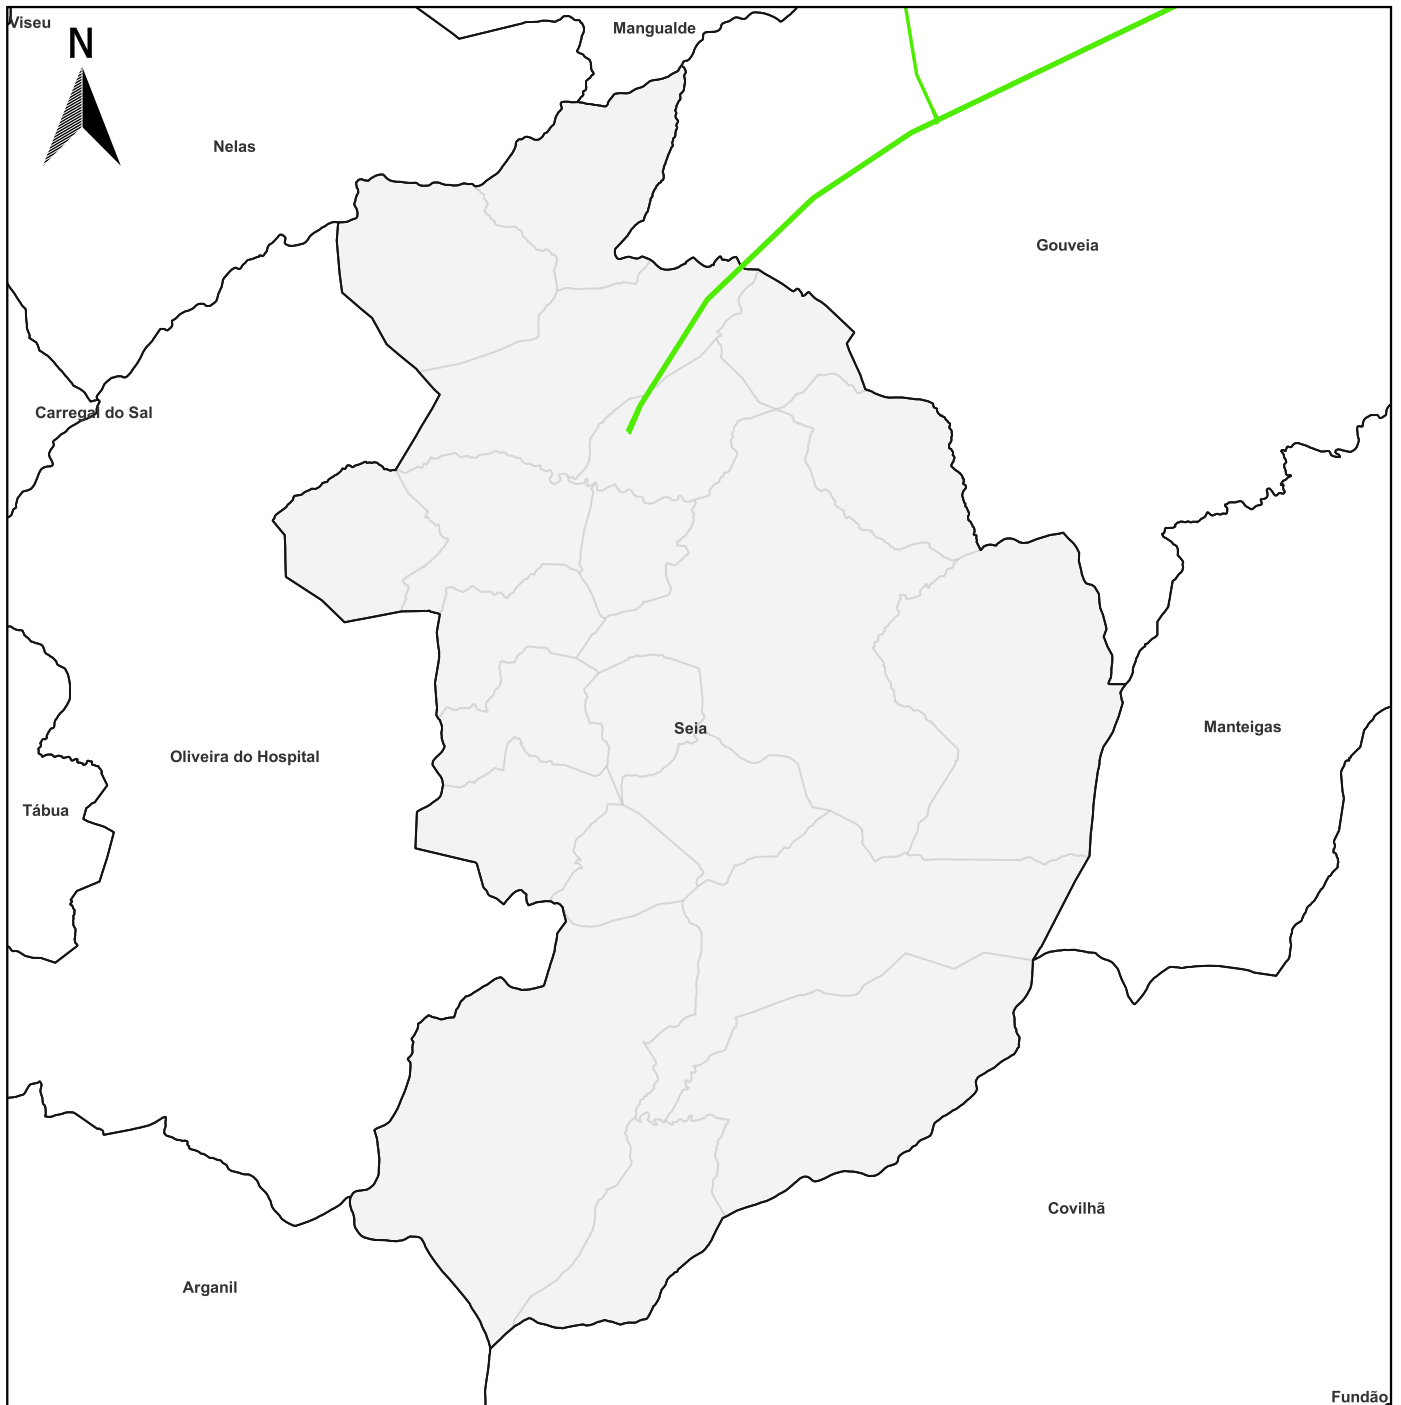 Viseu
Mangualde
N
Nelas
Gouveia
Carregal do Sal
Seia
Manteigas
Oliveira do Hospital
Tábua
Covilhã
Arganil
Fundão